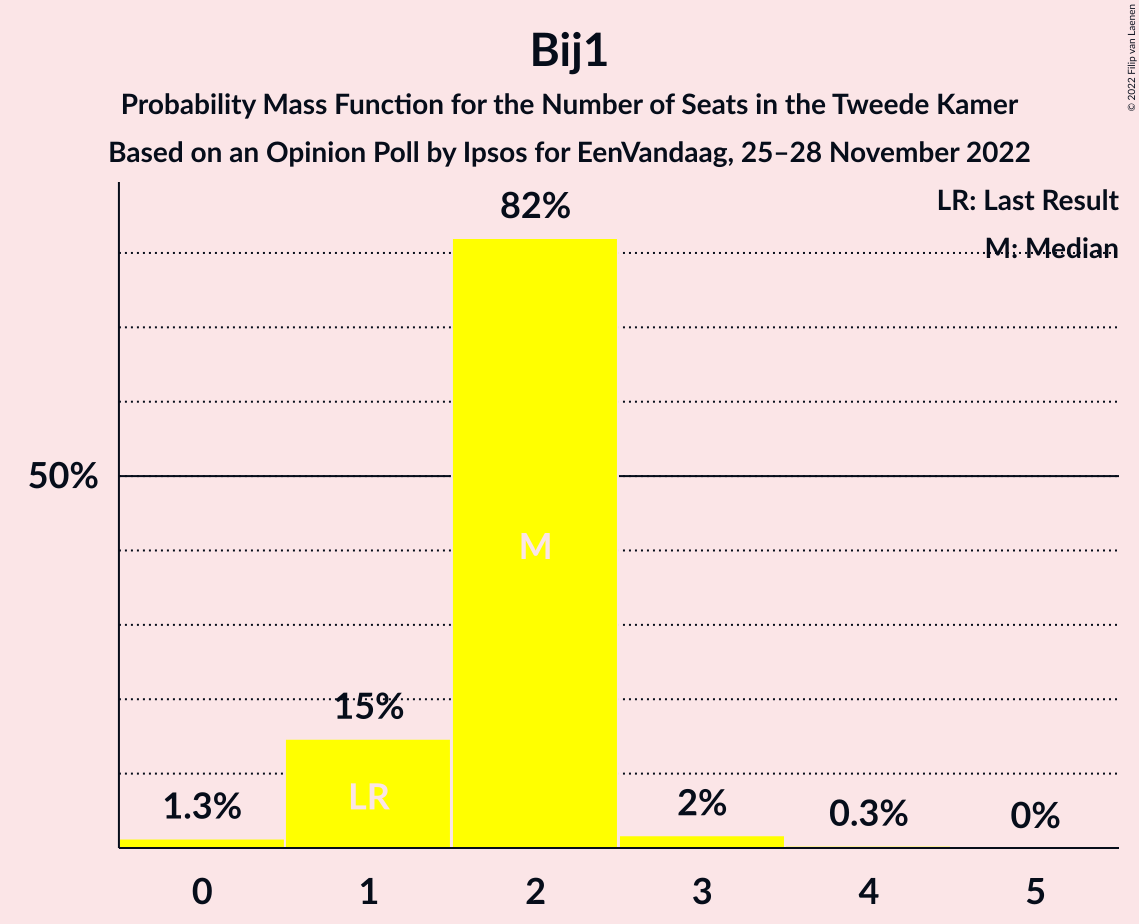 Bij1
Probability Mass Function for the Number of Seats in the Tweede Kamer
Based on an Opinion Poll by Ipsos for EenVandaag, 25–28 November 2022
© 2022 Filip van Laenen
LR: Last Result
M: Median
82%
50%
M
15%
LR
1.3%
2%
0.3%
0%
0 1 2 3 4 5